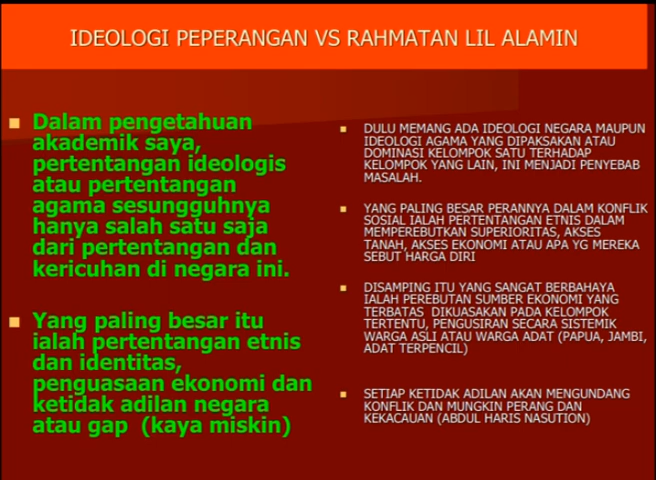 IDEOLOGI PEPERANGAN VS RAHMATAN LIL ALAMIN
Dalam pengetahuan
akademik saya,
pertentangan ideologis
atau pertentangan
agama sesungguhnya
hanya salah satu saja
dari pertentangan dan
kericuhan di negara ini.
Yang paling besar itu
ialah pertentangan etnis
dan identitas,
penguasaan ekonomi dan
ketidak adilan negara
atau gap (kaya miskin)
DULU MEMANG ADA IDEOLOGI NEGARA MAUPUN
IDEOLOGI AGAMA YANG DIPAKSAKAN ATAU
DOMINASI KELOMPOK SATU TERHADAP
KELOMPOK YANG LAIN, INI MENJADI PENYEBAB
MASALAH.
YANG PALING BESAR PERANNYA DALAM KONFLIK
SOSIAL IALAH PERTENTANGAN ETNIS DALAM
MEMPEREBUTKAN SUPERIORITAS, AKSES
TANAH, AKSES EKONOMI ATAU APA YG MEREKA
SEBUT HARGA DIRI
DISAMPING ITU YANG SANGAT BERBAHAYA
IALAH PEREBUTAN SUMBER EKONOMI YANG
TERBATAS DIKUASAKAN PADA KELOMPOK
TERTENTU, PENGUSIRAN SECARA SISTEMIK
WARGA ASLI ATAU WARGA ADAT (PAPUA, JAMBI,
ADAT TERPENCIL)
SETIAP KETIDAK ADILAN AKAN MENGUNDANG
KONFLIK DAN MUNGKIN PERANG DAN
KEKACAUAN (ABDUL HARIS NASUTION)